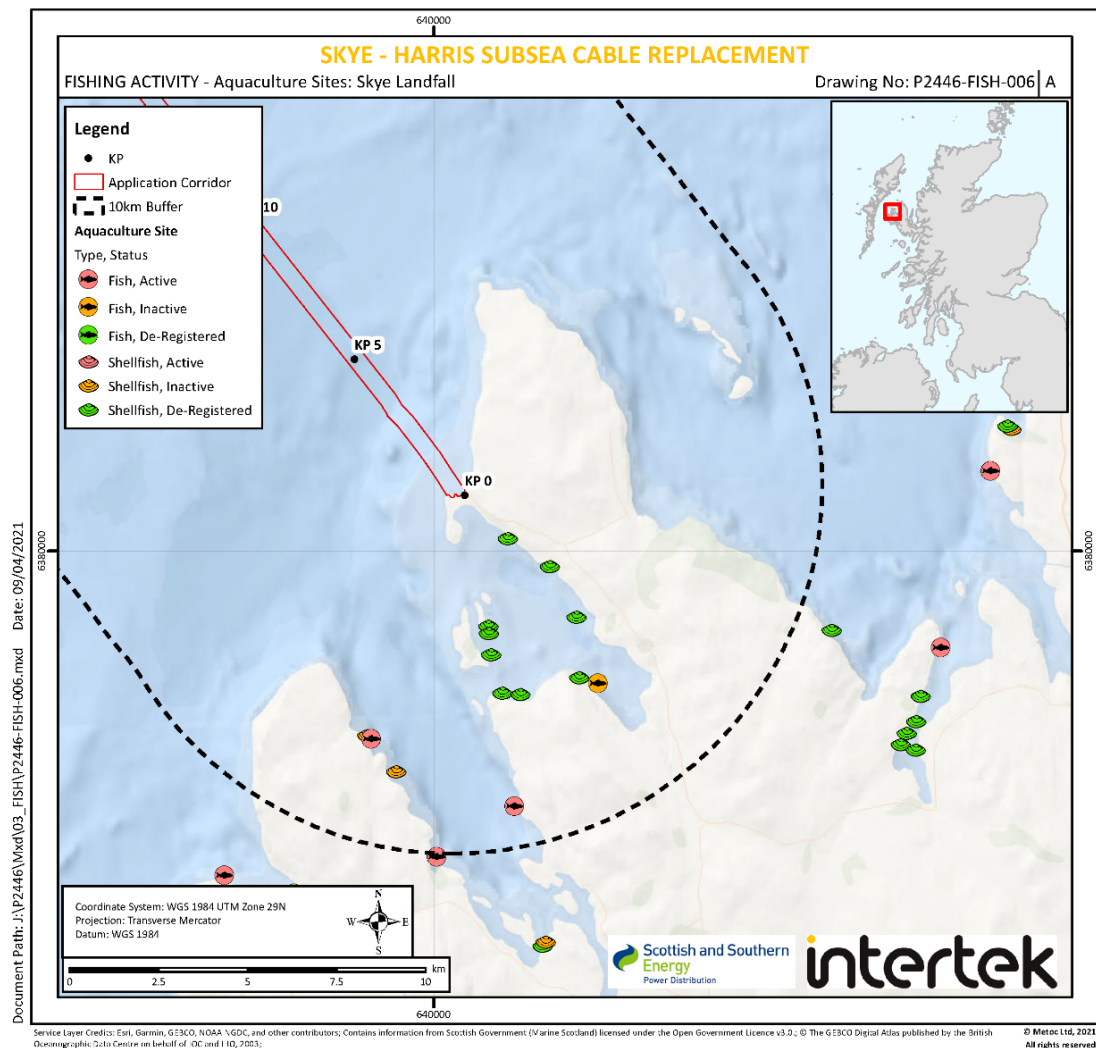 640000
SKYE - HARRIS SUBSEA CABLE REPLACEMENT
FISHING ACTIVITY - Aquaculture Sites: Skye Landfall
Drawing No: P2446-FISH-006 A
Legend
KP
Application Corridor
10km Buffer
Aquaculture Site
Type, Status
Fish, Active
Fish, Inactive
Fish, De-Registered
Shellfish, Active
Shellfish, Inactive
Shellfish, De-Registered
10
KP 5
KP 0
6380000
6380000
Document Path: J:\P2446\Mxd\03_FISH\P2446-FISH-006.mxd Date: 09/04/2021
Coordinate System: WGS 1984 UTM Zone 29N
Projection: Transverse Mercator
Datum: WGS 1984
N
W E
S
km
0 2.5 5 7.5 10
Scottish and Southern
Energy
Power Distribution
intertek
640000
Service Layer Credits: Esri, Garmin, GEBCO, NOAA NGDC, and other contributors; Contains information from Scottish Government (Marine Scotland) licensed under the Open Government Licence v3.0.; © The GEBCO Digital Atlas published by the British
Oceanographic Data Centre on behalf of IOC and IHO, 2003;
© Metoc Ltd, 2021
All rights reserved